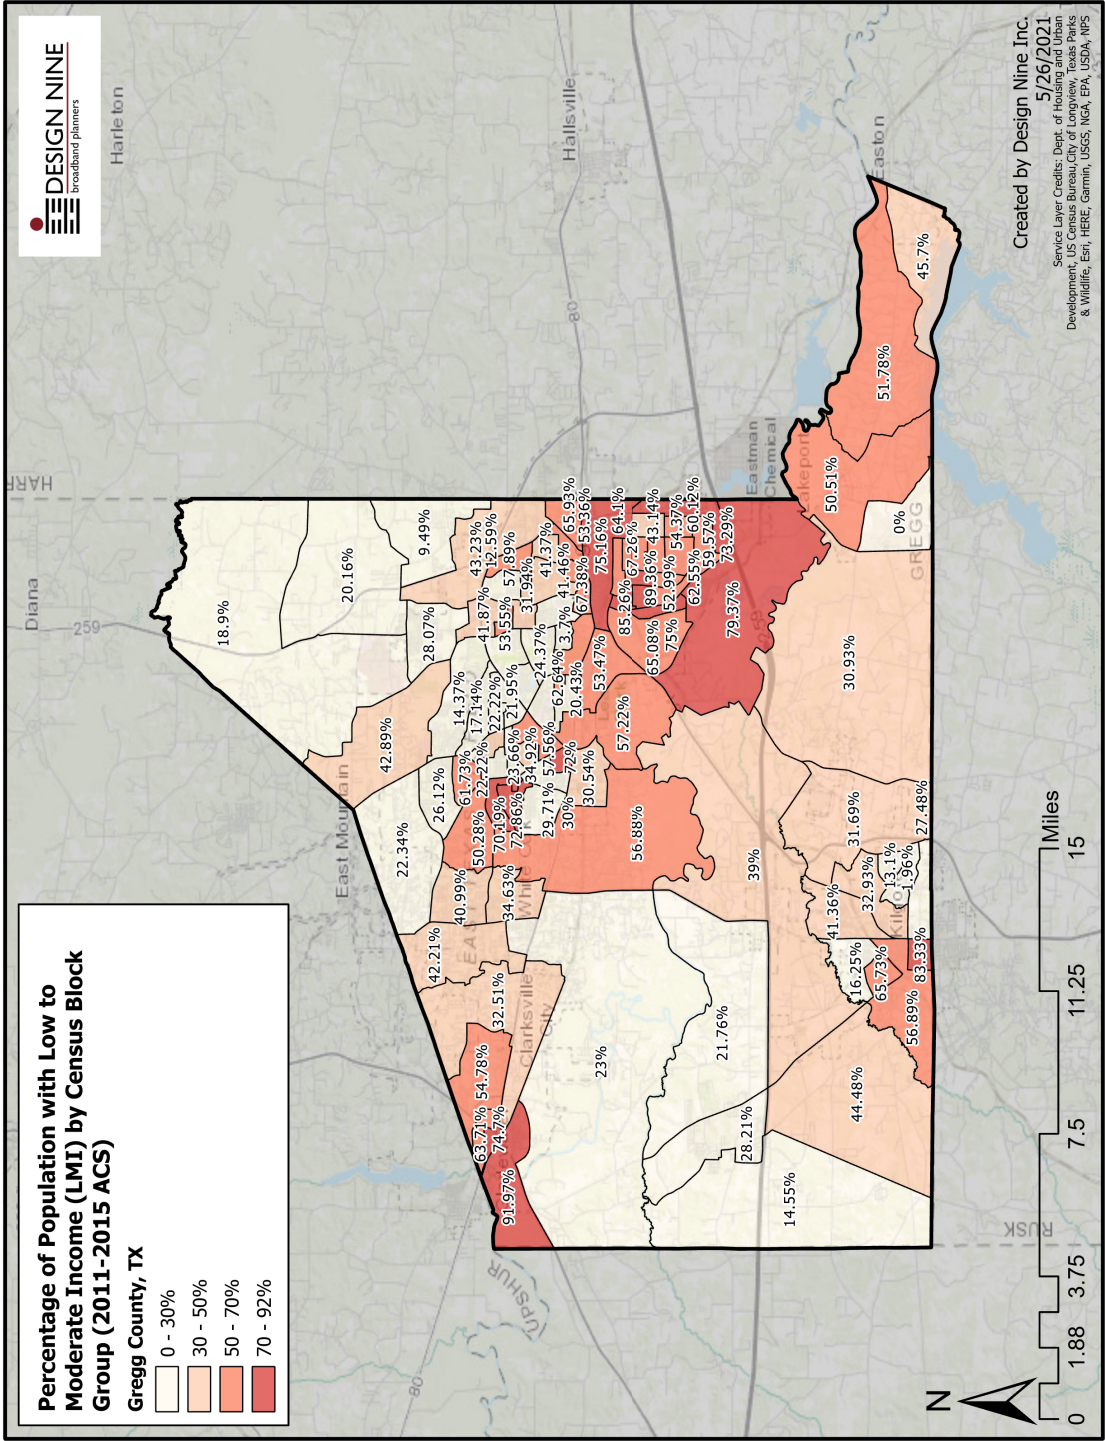 Percentage of Population with Low to
Moderate Income (LMI) by Census Block
Group (2011-2015 ACS)
Gregg County, TX
0 - 30%
30 - 50%
50 - 70%
70 - 92%
DESIGN NINE
broadband planners
Harleton
Diana
HARR
259
Hallsville
80
East Mountain
UPSHUR
80
Clarksville
City
White Oak
Eastman
Chemical
Lakeport
Easton
GREGG
RUSK
Kilgore
18.9%
20.16%
9.49%
28.07%
42.89%
43.23%
12.59%
57.89%
41.37%
65.93%
53.36%
41.87%
53.55%
31.94%
41.46%
67.38%
75.16%
64.1%
67.26%
43.14%
54.37%
60.12%
59.57%
73.29%
89.36%
52.99%
62.55%
85.26%
65.08%
75%
79.37%
14.37%
17.14%
22.22%
21.95%
24.37%
3.7%
62.64%
20.43%
53.47%
57.22%
26.12%
22.34%
61.73%
22.22%
23.66%
34.92%
57.56%
72%
30.54%
50.28%
70.19%
72.86%
29.71%
30%
56.88%
40.99%
34.63%
42.21%
32.51%
54.78%
63.71%
74.7%
91.97%
23%
21.76%
28.21%
14.55%
44.48%
39%
30.93%
31.69%
27.48%
41.36%
32.93%
13.1%
1.96%
16.25%
65.73%
83.33%
56.89%
50.51%
0%
51.78%
45.7%
N
0
1.88
3.75
7.5
11.25
15
Miles
Created by Design Nine Inc.
5/26/2021
Service Layer Credits: Dept. of Housing and Urban
Development, US Census Bureau,City of Longview, Texas Parks
& Wildlife, Esri, HERE, Garmin, USGS, NGA, EPA, USDA, NPS